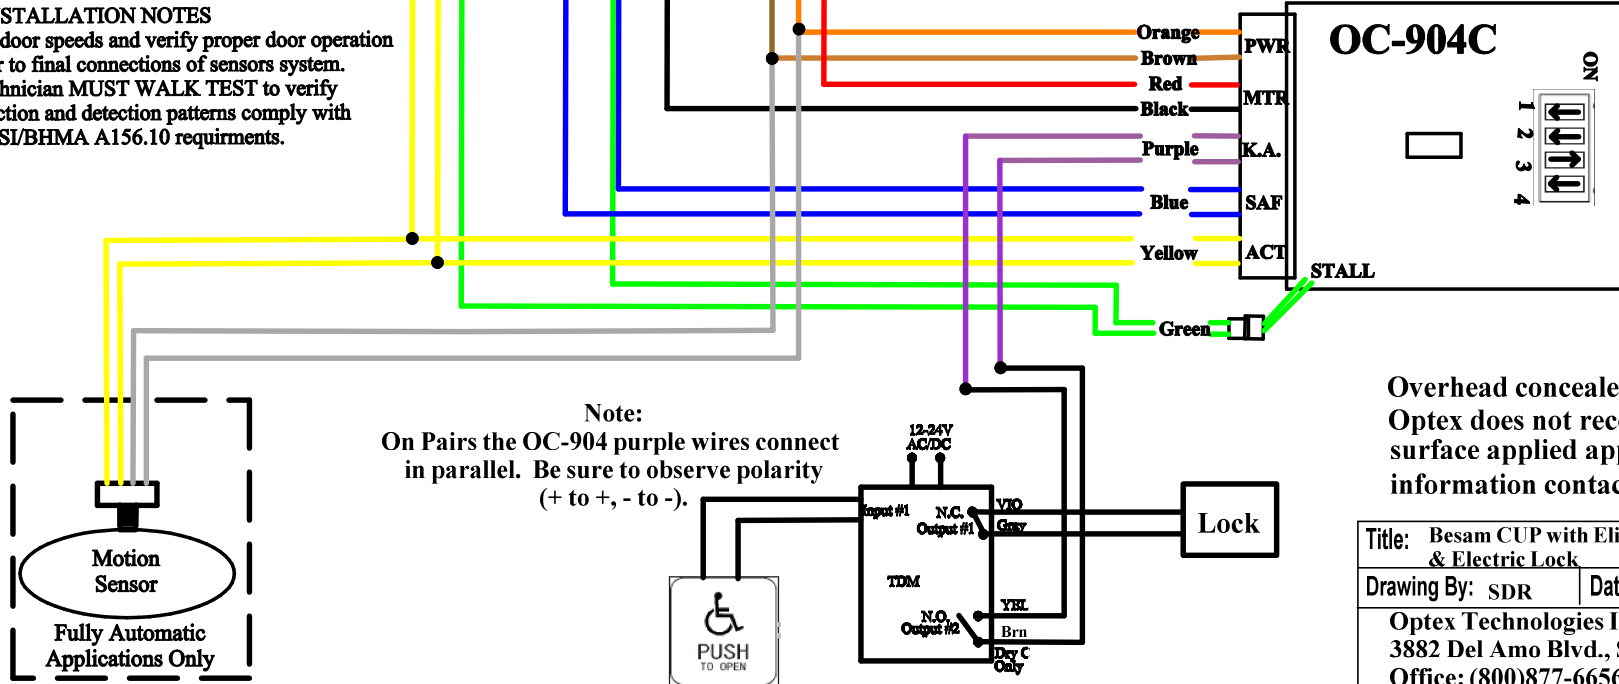 STALLATION NOTES
door speeds and verify proper door operation
r to final connections of sensors system.
hnician MUST WALK TEST to verify
ction and detection patterns comply with
SI/BHMA A156.10 requirments.
Orange
Brown
Red
Black
Purple
Blue
Yellow
Green
PWR
MTR
K.A.
SAF
ACT
OC-904C
ON
1
2
3
4
STALL
Note:
On Pairs the OC-904 purple wires connect
in parallel. Be sure to observe polarity
(+ to +, - to -).
12-24V
AC/DC
Input #1
N.C.
Output #1
VIO
Gray
Lock
TDM
N.O.
Output #2
YEL
Brn
Dry C
Only
PUSH
TO OPEN
Motion
Sensor
Fully Automatic
Applications Only
Overhead conceale
Optex does not rec
surface applied app
information contac
Title: Besam CUP with Eli
& Electric Lock
Drawing By: SDR Dat
Optex Technologies I
3882 Del Amo Blvd., S
Office: (800)877-6656